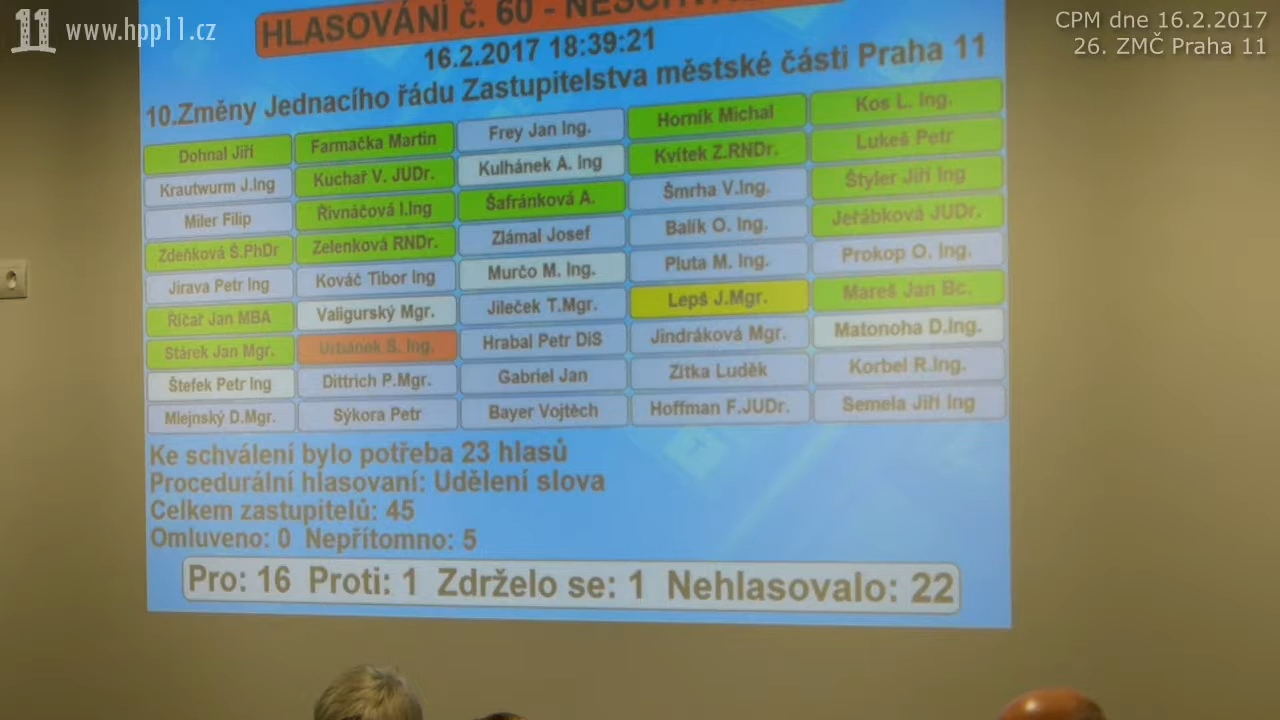 11 www.hpp11.cz
CPM dne 16.2.2017
26. ZMČ Praha 11
HLASOVÁNÍ č. 60 -
16.2.2017 18:39:21
10.Změny Jednacího řádu Zastupitelstva městské části Praha 11
Dohnal Jiří Farmačka Martin Frey Jan Ing. Horník Michal Kos L. Ing.
Krautwurm J.Ing Kuchař V. JUDr. Kulhánek A. Ing Kvítek Z.RNDr. Lukeš Petr
Miler Filip Řivnáčová I.Ing Šafránková A. Šmrha V.Ing. Štyler Jiří Ing
Zdeňková Š.PhDr Zelenková RNDr. Zlámal Josef Balík O. Ing. Jeřábková JUDr.
Jirava Petr Ing Kováč Tibor Ing Murčo M. Ing. Pluta M. Ing. Prokop O. Ing.
Říčař Jan MBA Valigurský Mgr. Jileček T.Mgr. Lepš J.Mgr. Mareš Jan Bc.
Stárek Jan Mgr. Urbánek S. Ing. Hrabal Petr DiS Jindráková Mgr. Matonoha D.Ing.
Štefek Petr Ing Dittrich P.Mgr. Gabriel Jan Zítka Luděk Korbel R.Ing.
Mlejnský D.Mgr. Sýkora Petr Bayer Vojtěch Hoffman F.JUDr. Semela Jiří Ing
Ke schválení bylo potřeba 23 hlasů
Procedurální hlasovaní: Udělení slova
Celkem zastupitelů: 45
Omluveno: 0 Nepřítomno: 5
Pro: 16 Proti: 1 Zdrželo se: 1 Nehlasovalo: 22